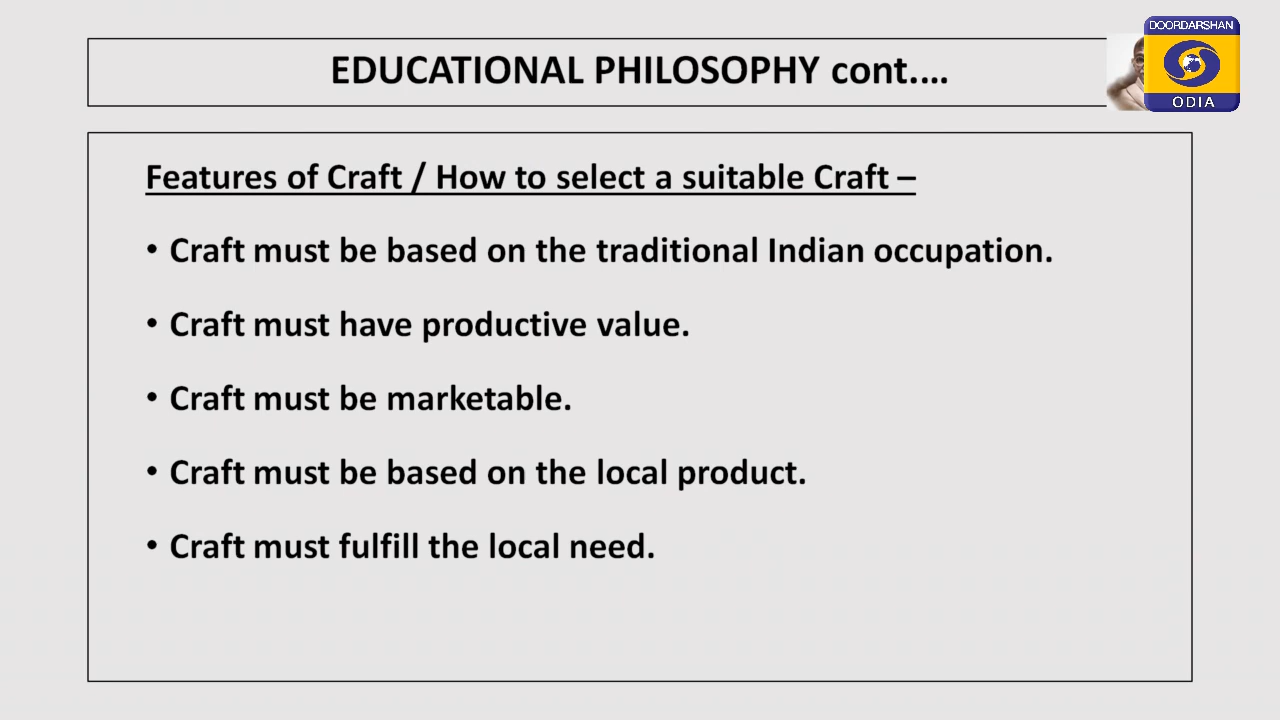 DOORDARSHAN
EDUCATIONAL PHILOSOPHY cont....
ODIA
Features of Craft / How to select a suitable Craft –
• Craft must be based on the traditional Indian occupation.
• Craft must have productive value.
• Craft must be marketable.
• Craft must be based on the local product.
• Craft must fulfill the local need.